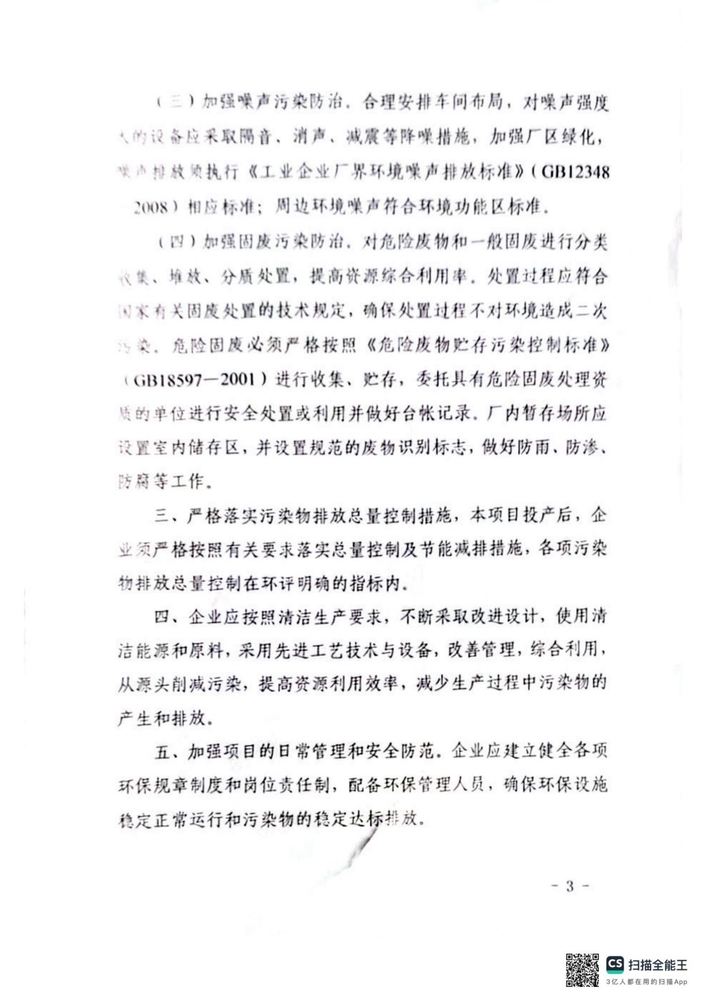 （三）加强噪声污染防治。合理安排车间布局，对噪声强度
大的设备应采取隔音、消声、减震等降噪措施，加强厂区绿化，
噪声排放须执行《工业企业厂界环境噪声排放标准》（GB12348
－2008）相应标准；周边环境噪声符合环境功能区标准。
（四）加强固废污染防治。对危险废物和一般固废进行分类
收集、堆放、分质处置，提高资源综合利用率。处置过程应符合
国家有关固废处置的技术规定，确保处置过程不对环境造成二次
污染。危险固废必须严格按照《危险废物贮存污染控制标准》
（GB18597－2001）进行收集、贮存，委托具有危险固废处理资
质的单位进行安全处置或利用并做好台帐记录。厂内暂存场所应
设置室内储存区，并设置规范的废物识别标志，做好防雨、防渗、
防腐等工作。
三、严格落实污染物排放总量控制措施，本项目投产后，企
业须严格按照有关要求落实总量控制及节能减排措施，各项污染
物排放总量控制在环评明确的指标内。
四、企业应按照清洁生产要求，不断采取改进设计，使用清
洁能源和原料，采用先进工艺技术与设备，改善管理，综合利用，
从源头削减污染，提高资源利用效率，减少生产过程中污染物的
产生和排放。
五、加强项目的日常管理和安全防范。企业应建立健全各项
环保规章制度和岗位责任制，配备环保管理人员，确保环保设施
稳定正常运行和污染物的稳定达标排放。
- 3 -
CS 扫描全能王
3亿人都在用的扫描App